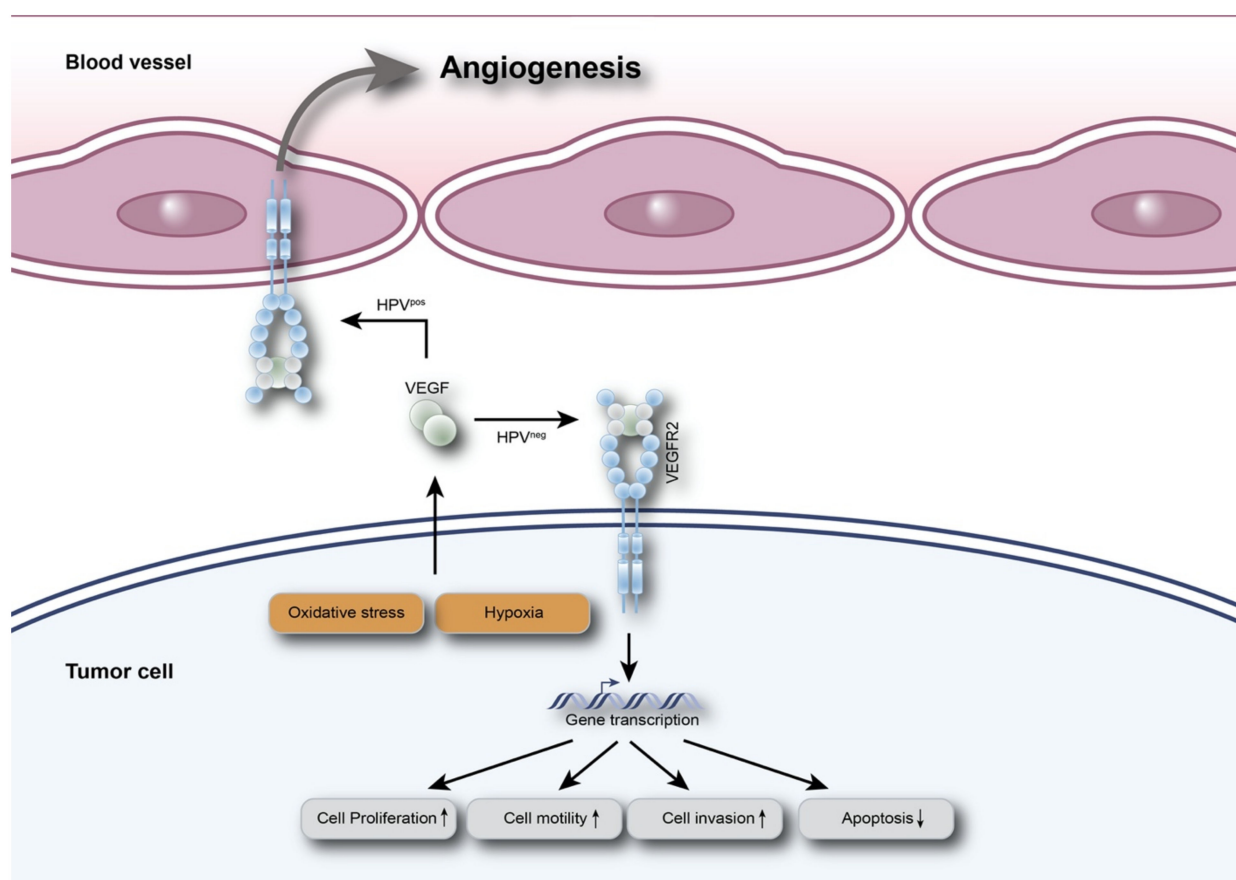 Blood vessel
Angiogenesis
HPVpos
VEGF
HPVneg
VEGFR2
Oxidative stress
Hypoxia
Tumor cell
Gene transcription
Cell Proliferation ↑
Cell motility ↑
Cell invasion ↑
Apoptosis ↓